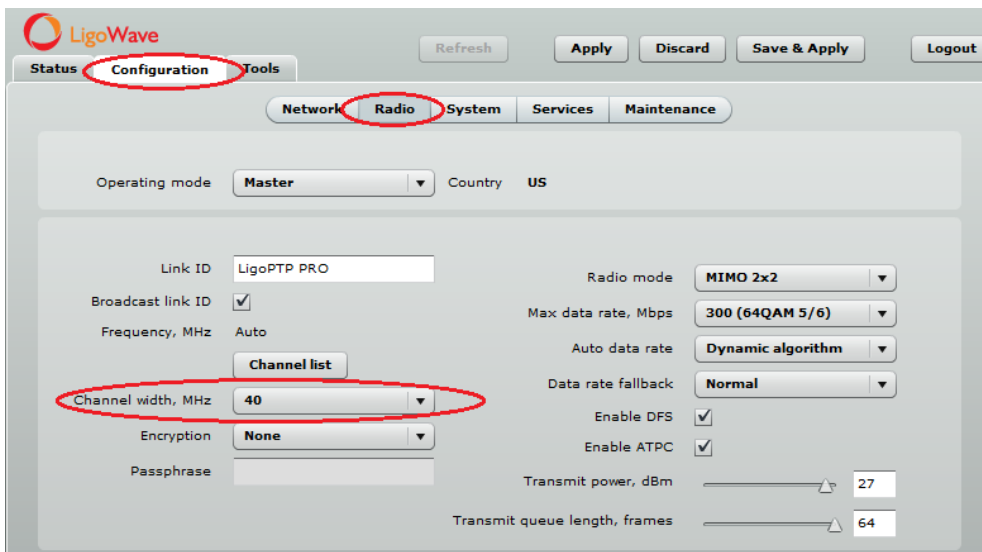 LigoWave
Refresh Apply Discard Save & Apply Logout
Status Configuration Tools
Network Radio System Services Maintenance
Operating mode Master Country US
Link ID LigoPTP PRO
Broadcast link ID
Frequency, MHz Auto
Channel list
Channel width, MHz 40
Encryption None
Passphrase
Radio mode MIMO 2x2
Max data rate, Mbps 300 (64QAM 5/6)
Auto data rate Dynamic algorithm
Data rate fallback Normal
Enable DFS
Enable ATPC
Transmit power, dBm 27
Transmit queue length, frames 64